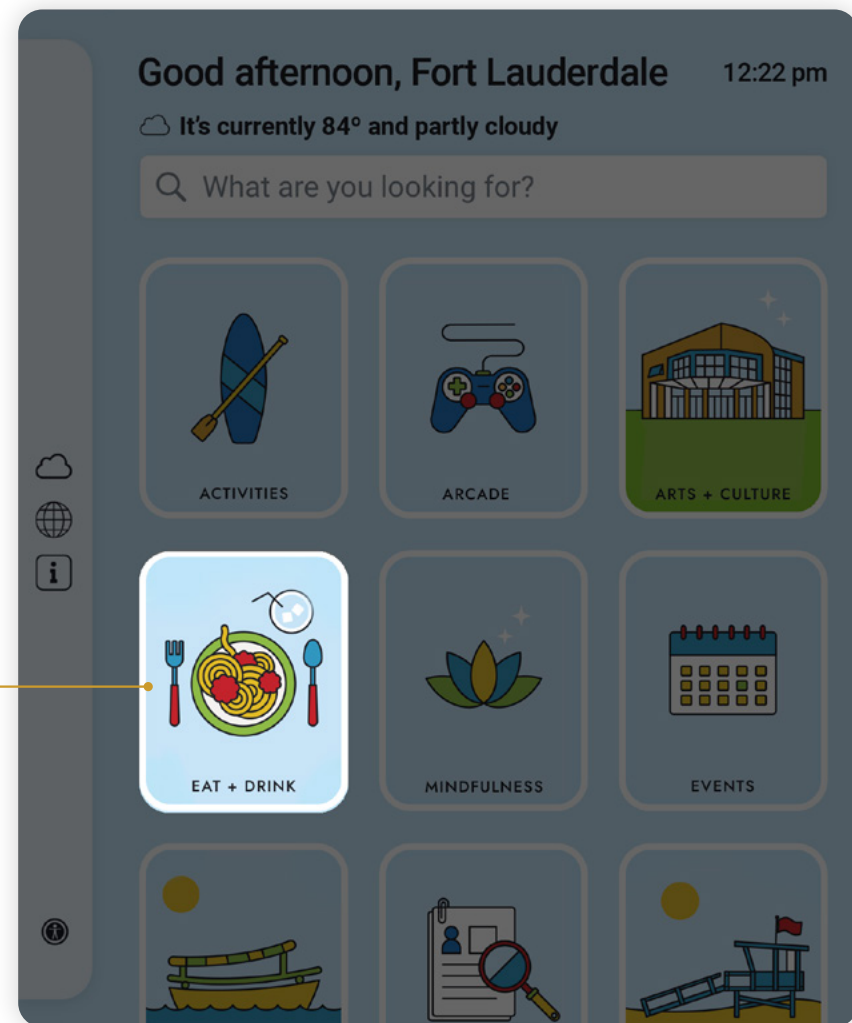 Good afternoon, Fort Lauderdale 12:22 pm
It's currently 84º and partly cloudy
What are you looking for?
ACTIVITIES ARCADE ARTS + CULTURE
EAT + DRINK MINDFULNESS EVENTS